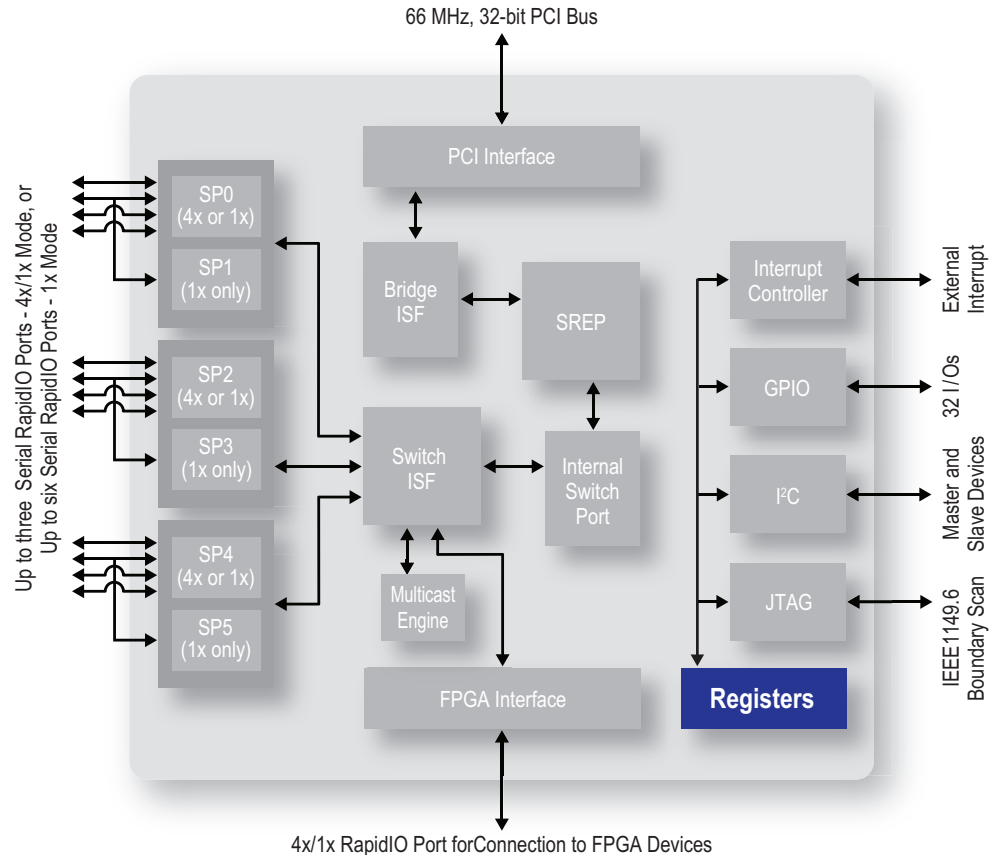 66 MHz, 32-bit PCI Bus
PCI Interface
Up to three Serial RapidIO Ports - 4x/1x Mode, or
Up to six Serial RapidIO Ports - 1x Mode
SP0
(4x or 1x)
SP1
(1x only)
SP2
(4x or 1x)
SP3
(1x only)
SP4
(4x or 1x)
SP5
(1x only)
Bridge
ISF
SREP
Switch
ISF
Internal
Switch
Port
Multicast
Engine
FPGA Interface
Interrupt
Controller
GPIO
I²C
JTAG
Registers
External
Interrupt
32 I/Os
Master and
Slave Devices
IEEE1149.6
Boundary Scan
4x/1x RapidIO Port forConnection to FPGA Devices